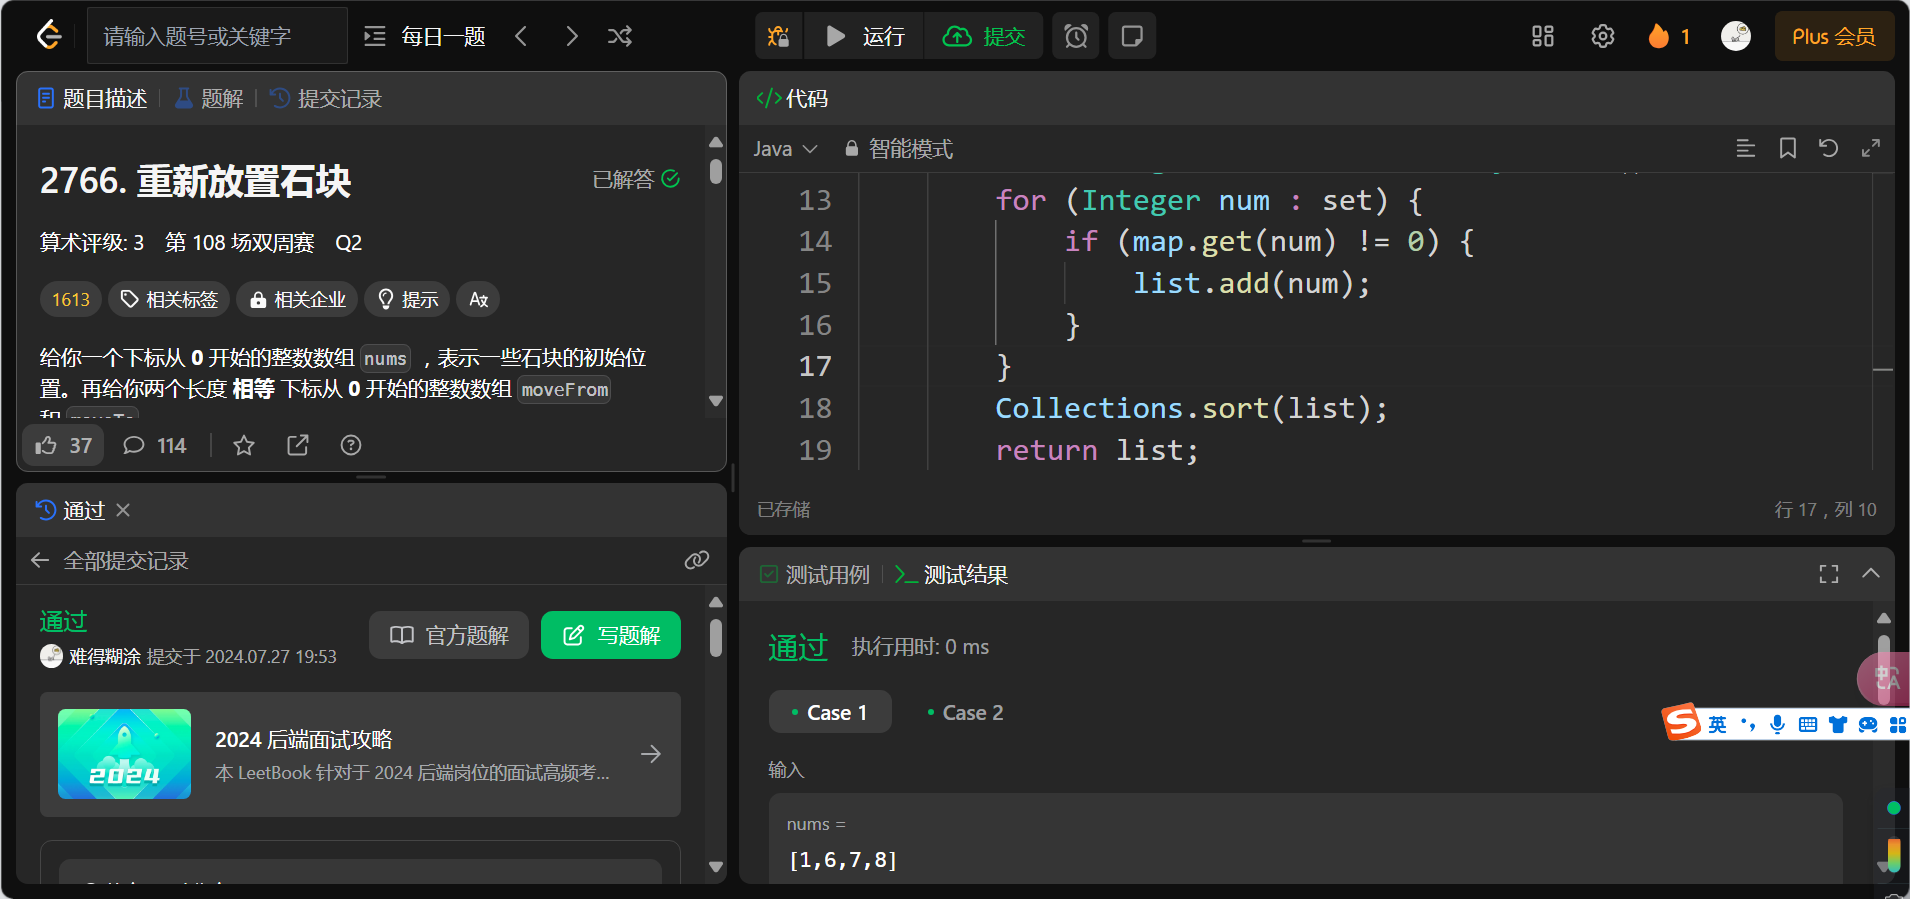 请输入题号或关键字
每日一题
运行
提交
1
Plus 会员
题目描述
题解
提交记录
2766. 重新放置石块
已解答
算术评级: 3 第 108 场双周赛 Q2
1613
相关标签
相关企业
提示
给你一个下标从 0 开始的整数数组 nums ，表示一些石块的初始位
置。再给你两个长度 相等 下标从 0 开始的整数数组 moveFrom
37
114
通过
全部提交记录
通过
官方题解
写题解
难得糊涂 提交于 2024.07.27 19:53
2024
2024 后端面试攻略
本 LeetBook 针对于 2024 后端岗位的面试高频考...
</>代码
Java
智能模式
13 for (Integer num : set) {
14 if (map.get(num) != 0) {
15 list.add(num);
16 }
17 }
18 Collections.sort(list);
19 return list;
已存储
行 17，列 10
测试用例
测试结果
通过
执行用时: 0 ms
Case 1
Case 2
英
输入
nums =
[1,6,7,8]